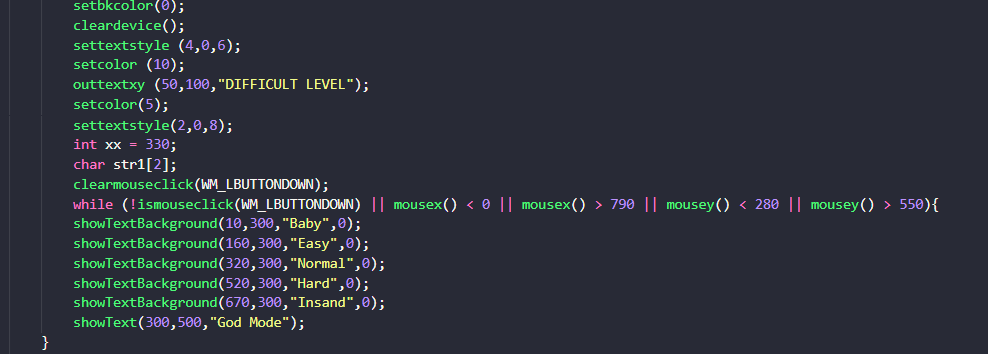 setbkcolor(0);
cleardevice();
settextstyle (4,0,6);
setcolor (10);
outtextxy (50,100,"DIFFICULT LEVEL");
setcolor(5);
settextstyle(2,0,8);
int xx = 330;
char str1[2];
clearmouseclick(WM_LBUTTONDOWN);
while (!ismouseclick(WM_LBUTTONDOWN) || mousex() < 0 || mousex() > 790 || mousey() < 280 || mousey() > 550){
showTextBackground(10,300,"Baby",0);
showTextBackground(160,300,"Easy",0);
showTextBackground(320,300,"Normal",0);
showTextBackground(520,300,"Hard",0);
showTextBackground(670,300,"Insand",0);
showText(300,500,"God Mode");
}